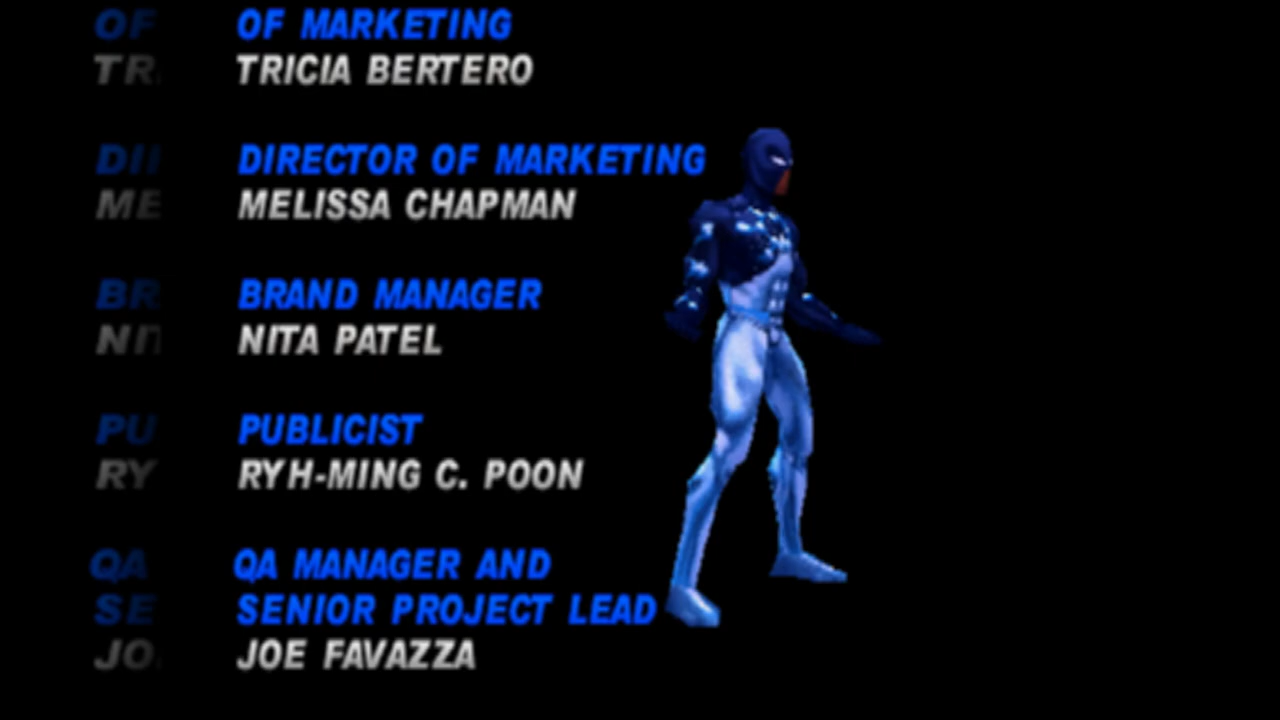 OF MARKETING
TRICIA BERTERO
DIRECTOR OF MARKETING
MELISSA CHAPMAN
BRAND MANAGER
NITA PATEL
PUBLICIST
RYH-MING C. POON
QA MANAGER AND
SENIOR PROJECT LEAD
JOE FAVAZZA